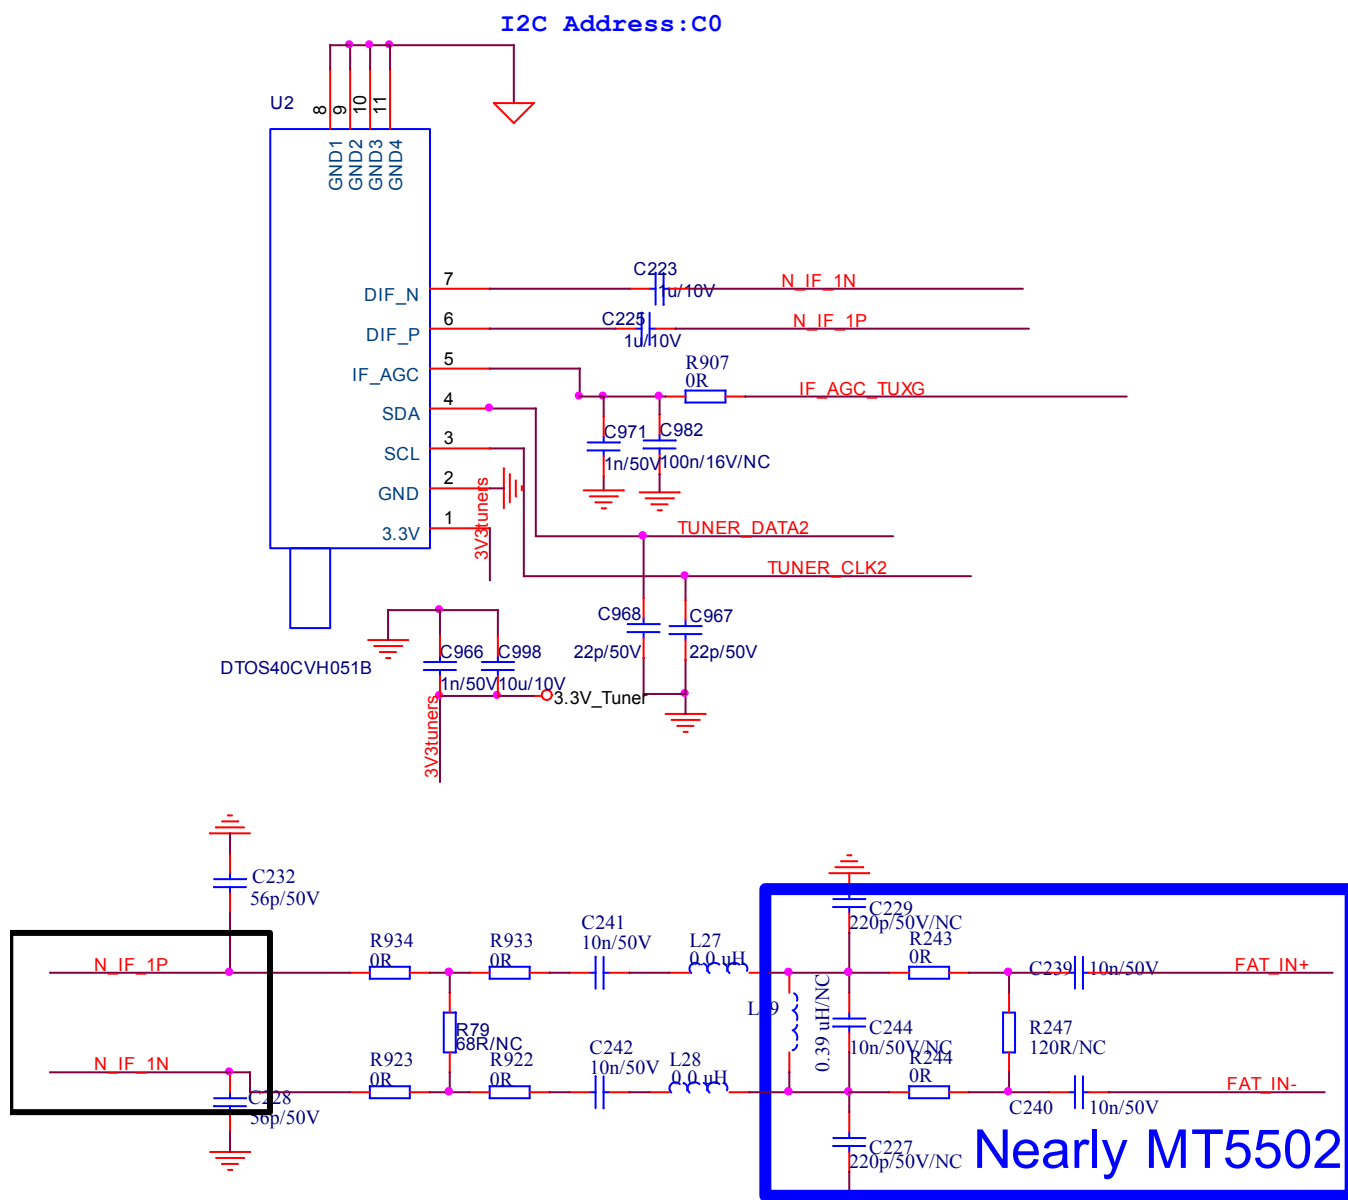 I2C Address:C0
U2
8
9
10
11
GND1
GND2
GND3
GND4
DIF_N
7
C223
1u/10V
N_IF_1N
DIF_P
6
C225
1u/10V
N_IF_1P
IF_AGC
5
R907
0R
IF_AGC_TUXG
SDA
4
C971
1n/50V
C982
100n/16V/NC
SCL
3
GND
2
3.3V
1
3V3tuners
TUNER_DATA2
TUNER_CLK2
C968
22p/50V
C967
22p/50V
DTOS40CVH051B
C966
1n/50V
C998
10u/10V
3.3V_Tuner
3V3tuners
C232
56p/50V
N_IF_1P
R934
0R
R933
0R
C241
10n/50V
L27
0.0 uH
C229
220p/50V/NC
R243
0R
C239
10n/50V
FAT_IN+
0.39 uH/NC
R79
68R/NC
C244
10n/50V/NC
R247
120R/NC
N_IF_1N
C228
56p/50V
R923
0R
R922
0R
C242
10n/50V
L28
0.0 uH
R244
0R
C240
10n/50V
FAT_IN-
C227
220p/50V/NC
Nearly MT5502